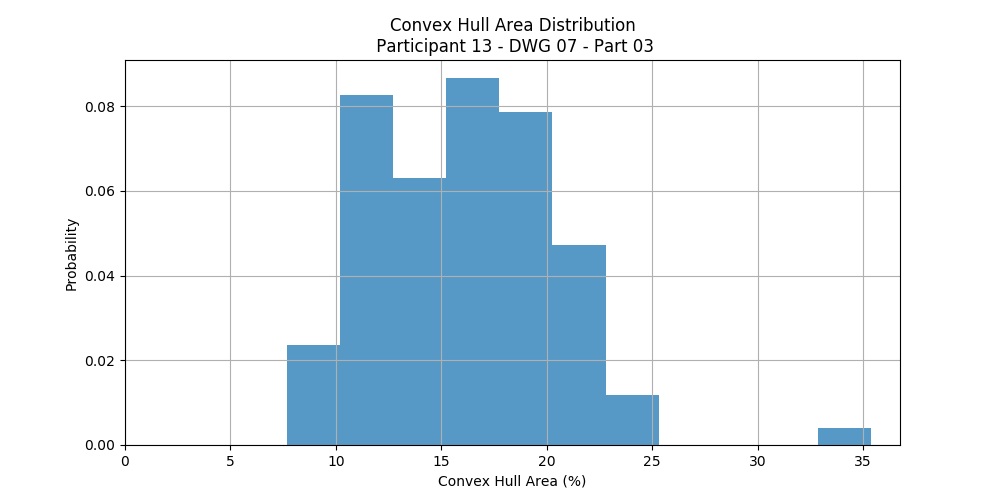 Convex Hull Area Distribution
Participant 13 - DWG 07 - Part 03
Probability
0.08
0.06
0.04
0.02
0.00
0 5 10 15 20 25 30 35
Convex Hull Area (%)